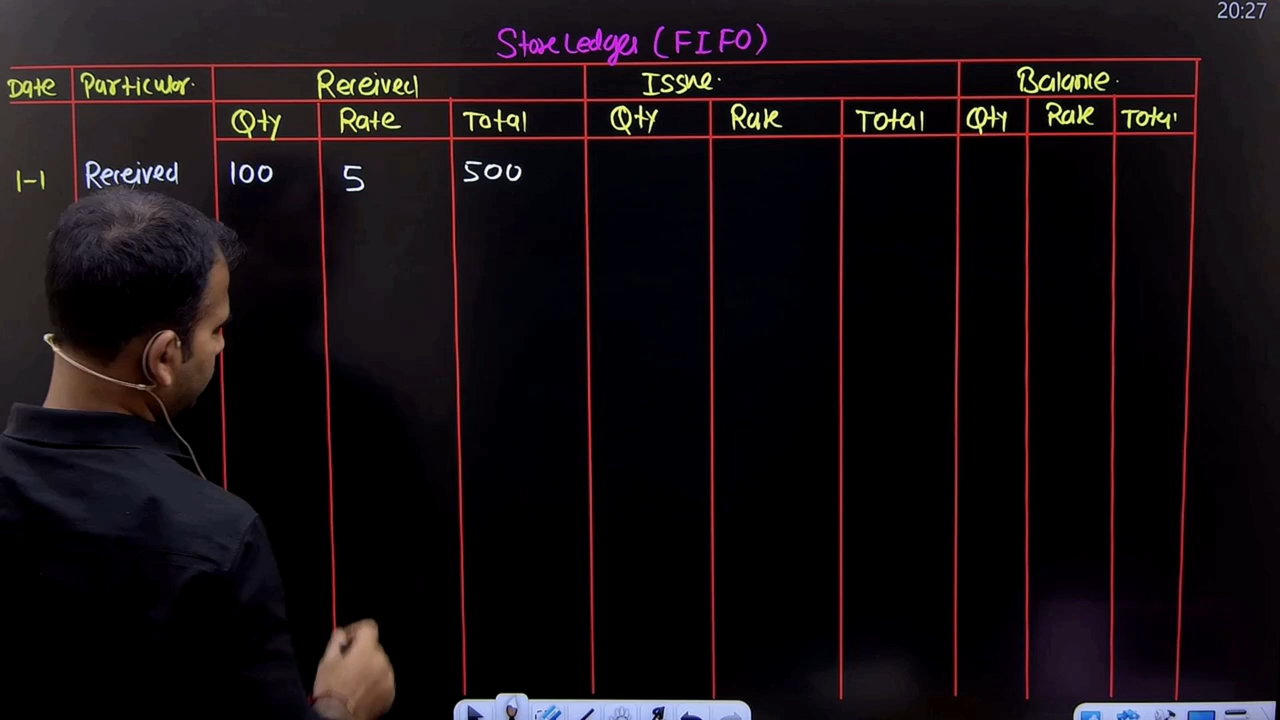 20:27
Store Ledger (FIFO)
Date Particular. Received Issue. Balance.
Qty Rate Total Qty Rate Total Qty Rate Total
1-1 Received 100 5 500